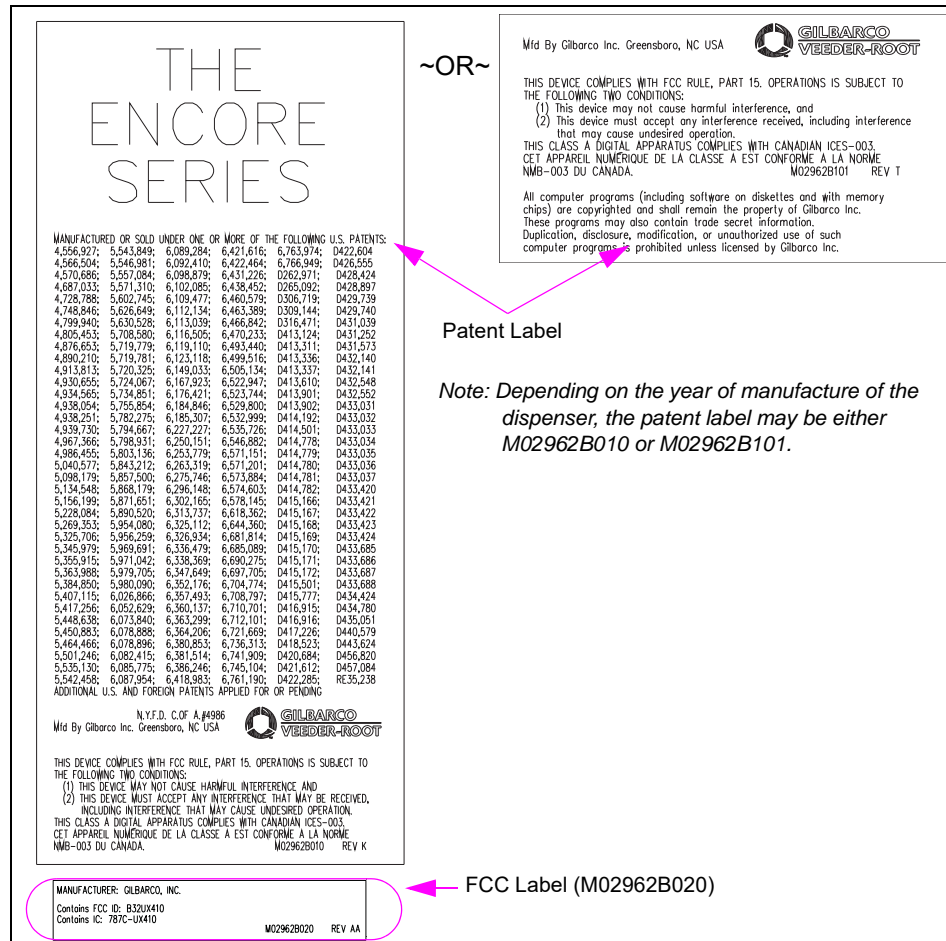 THE
ENCORE
SERIES
MANUFACTURED OR SOLD UNDER ONE OR MORE OF THE FOLLOWING U.S. PATENTS:
4,556,927; 5,543,849; 6,089,284; 6,421,616; 6,763,974; D422,604
4,566,504; 5,546,981; 6,092,410; 6,422,464; 6,766,949; D426,555
4,570,686; 5,557,084; 6,098,879; 6,431,226; D262,971; D428,424
4,687,033; 5,571,310; 6,102,085; 6,438,452; D265,092; D428,897
4,728,788; 5,602,745; 6,109,477; 6,460,579; D306,719; D429,739
4,748,846; 5,626,649; 6,112,134; 6,463,389; D309,144; D429,740
4,799,940; 5,630,528; 6,113,039; 6,466,842; D316,471; D431,039
4,805,453; 5,708,580; 6,116,505; 6,470,233; D413,124; D431,252
4,876,653; 5,719,779; 6,119,110; 6,493,440; D413,311; D431,573
4,890,210; 5,719,781; 6,123,118; 6,499,516; D413,336; D432,140
4,913,813; 5,720,325; 6,149,033; 6,505,134; D413,337; D432,141
4,930,655; 5,724,067; 6,167,923; 6,522,947; D413,610; D432,548
4,934,565; 5,734,851; 6,176,421; 6,523,744; D413,901; D432,552
4,938,054; 5,755,854; 6,184,846; 6,529,800; D413,902; D433,031
4,938,251; 5,782,275; 6,185,307; 6,532,999; D414,192; D433,032
4,939,730; 5,794,667; 6,227,227; 6,535,726; D414,501; D433,033
4,967,366; 5,798,931; 6,250,151; 6,546,882; D414,778; D433,034
4,986,455; 5,803,136; 6,253,779; 6,571,151; D414,779; D433,035
5,040,577; 5,843,212; 6,263,319; 6,571,201; D414,780; D433,036
5,098,179; 5,857,500; 6,275,746; 6,573,884; D414,781; D433,037
5,134,548; 5,868,179; 6,296,148; 6,574,603; D414,782; D433,420
5,156,199; 5,871,651; 6,302,165; 6,578,145; D415,166; D433,421
5,228,084; 5,890,520; 6,313,737; 6,618,362; D415,167; D433,422
5,269,353; 5,954,080; 6,325,112; 6,644,360; D415,168; D433,423
5,325,706; 5,956,259; 6,326,934; 6,681,814; D415,169; D433,424
5,345,979; 5,969,691; 6,336,479; 6,685,089; D415,170; D433,685
5,355,915; 5,971,042; 6,338,369; 6,690,275; D415,171; D433,686
5,363,988; 5,979,705; 6,347,649; 6,697,705; D415,172; D433,687
5,384,850; 5,980,090; 6,352,176; 6,704,774; D415,501; D433,688
5,407,115; 6,026,866; 6,357,493; 6,708,797; D415,777; D434,424
5,417,256; 6,052,629; 6,360,137; 6,710,701; D416,915; D434,780
5,448,638; 6,073,840; 6,363,299; 6,712,101; D416,916; D435,051
5,450,883; 6,078,888; 6,364,206; 6,721,669; D417,226; D440,579
5,464,466; 6,078,896; 6,380,853; 6,736,313; D418,523; D443,624
5,501,246; 6,082,415; 6,381,514; 6,741,909; D420,684; D456,820
5,535,130; 6,085,775; 6,386,246; 6,745,104; D421,612; D457,084
5,542,458; 6,087,954; 6,418,983; 6,761,190; D422,285; RE35,238
ADDITIONAL U.S. AND FOREIGN PATENTS APPLIED FOR OR PENDING
N.Y.F.D. C.OF A.#4986
Mfd By Gilbarco Inc. Greensboro, NC USA
GILBARCO
VEEDER-ROOT
THIS DEVICE COMPLIES WITH FCC RULE, PART 15. OPERATIONS IS SUBJECT TO
THE FOLLOWING TWO CONDITIONS:
(1) THIS DEVICE MAY NOT CAUSE HARMFUL INTERFERENCE AND
(2) THIS DEVICE MUST ACCEPT ANY INTERFERENCE THAT MAY BE RECEIVED,
INCLUDING INTERFERENCE THAT MAY CAUSE UNDESIRED OPERATION.
THIS CLASS A DIGITAL APPARATUS COMPLIES WITH CANADIAN ICES-003.
CET APPAREIL NUMÉRIQUE DE LA CLASSE A EST CONFORME A LA NORME
NMB-003 DU CANADA. M02962B010 REV K
MANUFACTURER: GILBARCO, INC.
Contains FCC ID: B32UX410
Contains IC: 787C-UX410
M02962B020 REV AA
~OR~
Mfd By Gilbarco Inc. Greensboro, NC USA
GILBARCO
VEEDER-ROOT
THIS DEVICE COMPLIES WITH FCC RULE, PART 15. OPERATIONS IS SUBJECT TO
THE FOLLOWING TWO CONDITIONS:
(1) This device may not cause harmful interference, and
(2) This device must accept any interference received, including interference
that may cause undesired operation.
THIS CLASS A DIGITAL APPARATUS COMPLIES WITH CANADIAN ICES-003.
CET APPAREIL NUMÉRIQUE DE LA CLASSE A EST CONFORME A LA NORME
NMB-003 DU CANADA. M02962B101 REV T
All computer programs (including software on diskettes and with memory
chips) are copyrighted and shall remain the property of Gilbarco Inc.
These programs may also contain trade secret information.
Duplication, disclosure, modification, or unauthorized use of such
computer programs is prohibited unless licensed by Gilbarco Inc.
Patent Label
Note: Depending on the year of manufacture of the
dispenser, the patent label may be either
M02962B010 or M02962B101.
FCC Label (M02962B020)